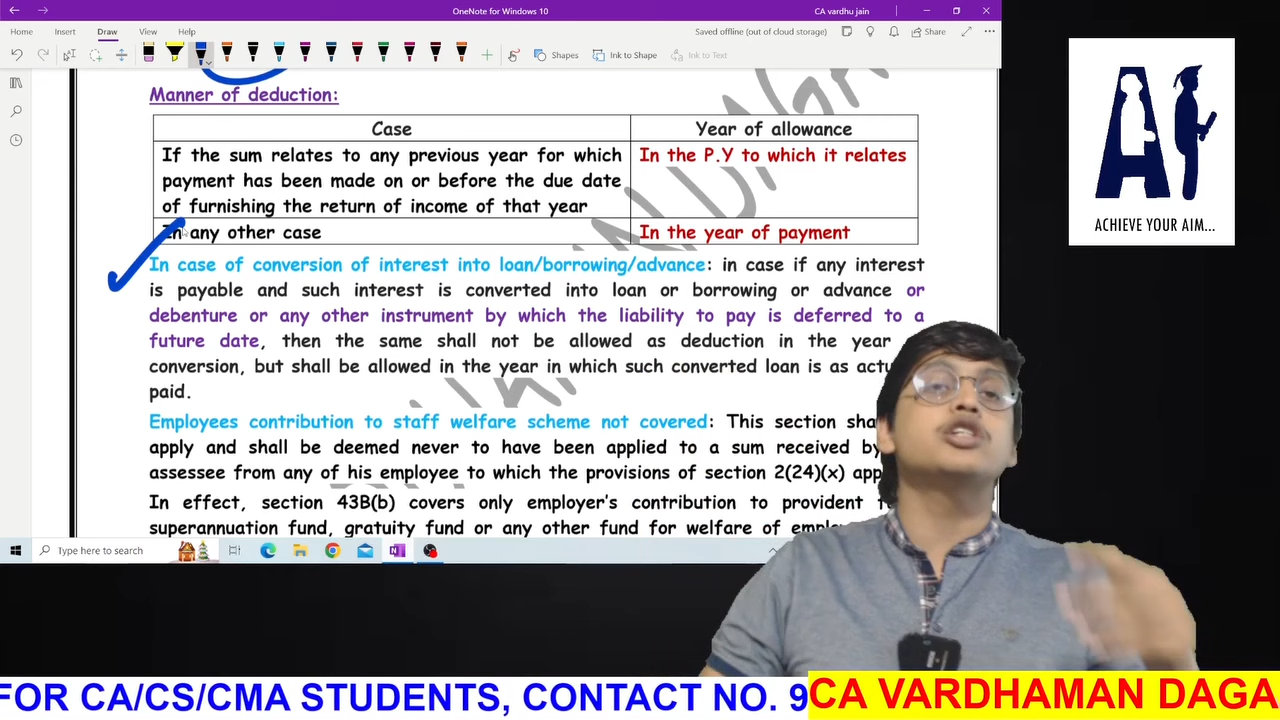 OneNote for Windows 10
CA vardhu jain
Home Insert Draw View Help
Saved offline (out of cloud storage) Share
Shapes Ink to Shape Ink to Text
Manner of deduction:
Case Year of allowance
If the sum relates to any previous year for which In the P.Y to which it relates
payment has been made on or before the due date
of furnishing the return of income of that year
In any other case In the year of payment
In case of conversion of interest into loan/borrowing/advance: in case if any interest
is payable and such interest is converted into loan or borrowing or advance or
debenture or any other instrument by which the liability to pay is deferred to a
future date, then the same shall not be allowed as deduction in the year
conversion, but shall be allowed in the year in which such converted loan is as
paid.
Employees contribution to staff welfare scheme not covered: This section
apply and shall be deemed never to have been applied to a sum received
assessee from any of his employee to which the provisions of section 2(24)(x)
In effect, section 43B(b) covers only employer's contribution to provident
superannuation fund, gratuity fund or any other fund for welfare of
Type here to search
ACHIEVE YOUR AIM...
FOR CA/CS/CMA STUDENTS, CONTACT NO. 9
CA VARDHAMAN DAGA